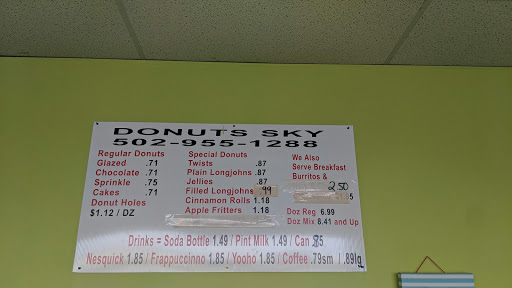 DONUTS SKY
502-955-1288
Regular Donuts
Glazed .71
Chocolate .71
Sprinkle .75
Cakes .71
Donut Holes
$1.12 / DZ
Special Donuts
Twists .87
Plain Longjohns .87
Jellies .87
Filled Longjohns .99
Cinnamon Rolls 1.18
Apple Fritters 1.18
We Also
Serve Breakfast
Burritos &
2.50
Doz Reg 6.99
Doz Mix 8.41 and Up
Drinks = Soda Bottle 1.49 / Pint Milk 1.49 / Can
Nesquick 1.85 / Frappuccinno 1.85 / Yooho 1.85 / Coffee .79sm / .89lg